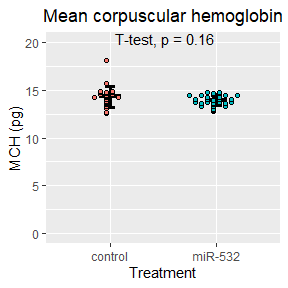 Mean corpuscular hemoglobin
T-test, p = 0.16
20
15
10
5
0
MCH (pg)
control miR-532
Treatment